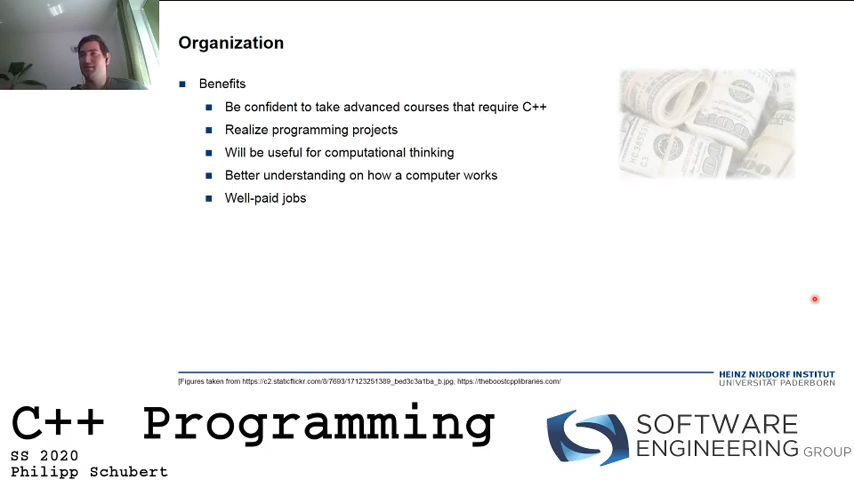 Organization
Benefits
Be confident to take advanced courses that require C++
Realize programming projects
Will be useful for computational thinking
Better understanding on how a computer works
Well-paid jobs
[Figures taken from https://c2.staticflickr.com/8/7693/17123251389_bed3c3a1ba_b.jpg, https://theboostcpplibraries.com/
HEINZ NIXDORF INSTITUT
UNIVERSITÄT PADERBORN
C++ Programming
SS 2020
Philipp Schubert
SOFTWARE
ENGINEERING GROUP